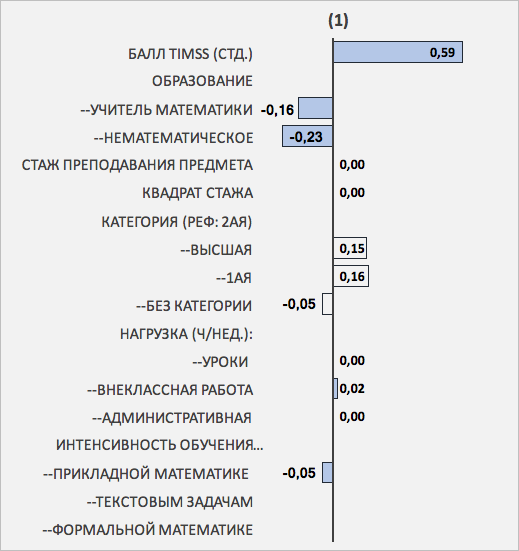 (1)
БАЛЛ TIMSS (СТД.) 0,59
ОБРАЗОВАНИЕ
--УЧИТЕЛЬ МАТЕМАТИКИ -0,16
--НЕМАТЕМАТИЧЕСКОЕ -0,23
СТАЖ ПРЕПОДАВАНИЯ ПРЕДМЕТА 0,00
КВАДРАТ СТАЖА 0,00
КАТЕГОРИЯ (РЕФ: 2АЯ)
--ВЫСШАЯ 0,15
--1АЯ 0,16
--БЕЗ КАТЕГОРИИ -0,05
НАГРУЗКА (Ч/НЕД.):
--УРОКИ 0,00
--ВНЕКЛАССНАЯ РАБОТА 0,02
--АДМИНИСТРАТИВНАЯ 0,00
ИНТЕНСИВНОСТЬ ОБУЧЕНИЯ...
--ПРИКЛАДНОЙ МАТЕМАТИКЕ -0,05
--ТЕКСТОВЫМ ЗАДАЧАМ
--ФОРМАЛЬНОЙ МАТЕМАТИКЕ